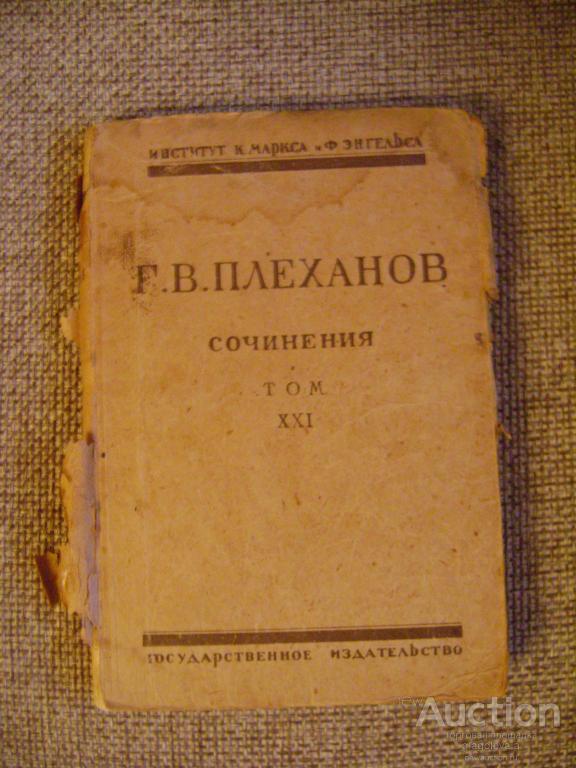 ИНСТИТУТ К. МАРКСА и Ф. ЭНГЕЛЬСА
Г.В.ПЛЕХАНОВ
СОЧИНЕНИЯ
ТОМ
XXI
ГОСУДАРСТВЕННОЕ ИЗДАТЕЛЬСТВО
Auction